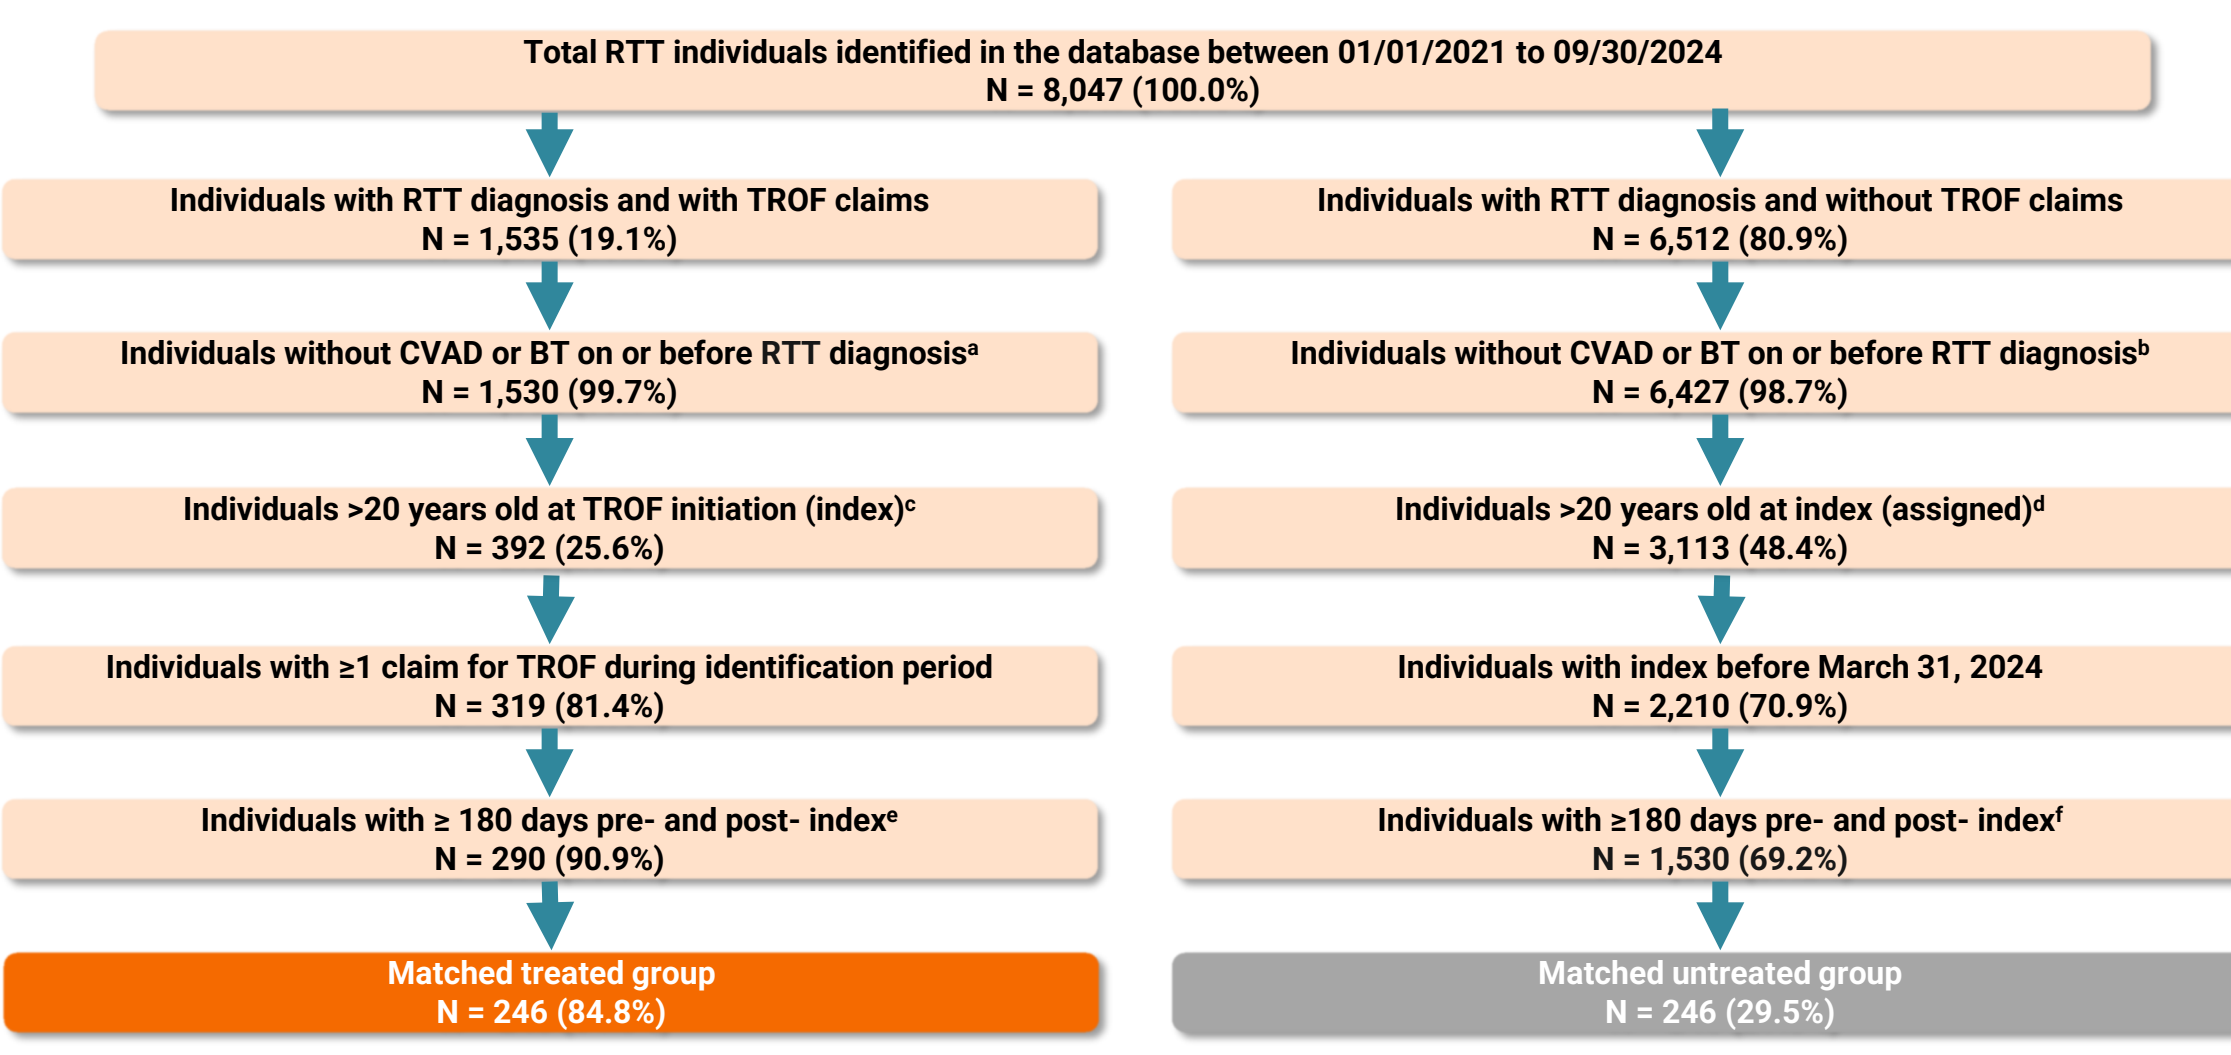 Total RTT individuals identified in the database between 01/01/2021 to 09/30/2024
N = 8,047 (100.0%)
Individuals with RTT diagnosis and with TROF claims
N = 1,535 (19.1%)
Individuals with RTT diagnosis and without TROF claims
N = 6,512 (80.9%)
Individuals without CVAD or BT on or before RTT diagnosisᵃ
N = 1,530 (99.7%)
Individuals without CVAD or BT on or before RTT diagnosisᵇ
N = 6,427 (98.7%)
Individuals >20 years old at TROF initiation (index)ᶜ
N = 392 (25.6%)
Individuals >20 years old at index (assigned)ᵈ
N = 3,113 (48.4%)
Individuals with ≥1 claim for TROF during identification period
N = 319 (81.4%)
Individuals with index before March 31, 2024
N = 2,210 (70.9%)
Individuals with ≥ 180 days pre- and post- indexᵉ
N = 290 (90.9%)
Individuals with ≥180 days pre- and post- indexᶠ
N = 1,530 (69.2%)
Matched treated group
N = 246 (84.8%)
Matched untreated group
N = 246 (29.5%)